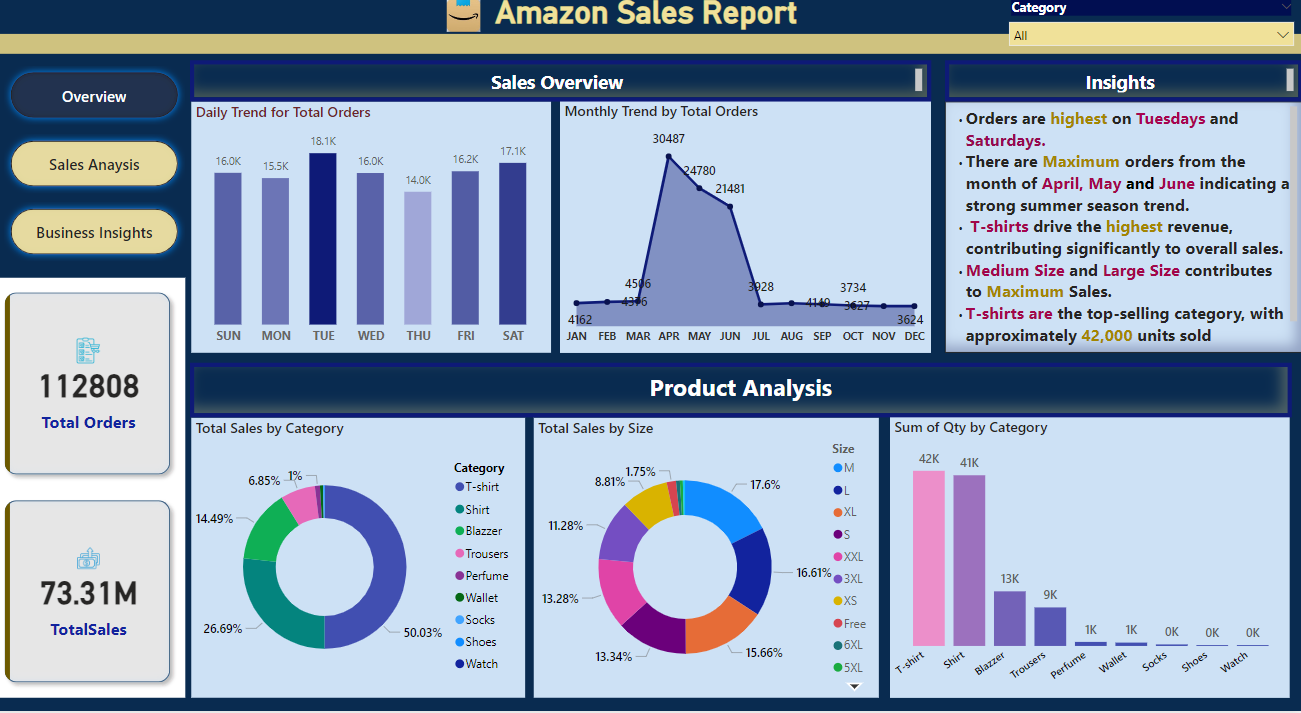 Amazon Sales Report
Category
All
Overview
Sales Anaysis
Business Insights
112808
Total Orders
73.31M
TotalSales
Sales Overview
Daily Trend for Total Orders
16.0K
15.5K
18.1K
16.0K
14.0K
16.2K
17.1K
SUN MON TUE WED THU FRI SAT
Monthly Trend by Total Orders
30487
24780
21481
4506
4376
4162
3928
4149
3734
3627
3624
JAN FEB MAR APR MAY JUN JUL AUG SEP OCT NOV DEC
Insights
· Orders are highest on Tuesdays and
Saturdays.
· There are Maximum orders from the
month of April, May and June indicating a
strong summer season trend.
· T-shirts drive the highest revenue,
contributing significantly to overall sales.
· Medium Size and Large Size contributes
to Maximum Sales.
· T-shirts are the top-selling category, with
approximately 42,000 units sold
Product Analysis
Total Sales by Category
6.85%
1%
14.49%
26.69%
50.03%
Category
T-shirt
Shirt
Blazzer
Trousers
Perfume
Wallet
Socks
Shoes
Watch
Total Sales by Size
1.75%
8.81%
11.28%
13.28%
13.34%
15.66%
16.61%
17.6%
Size
M
L
XL
S
XXL
3XL
XS
Free
6XL
5XL
Sum of Qty by Category
42K
41K
13K
9K
1K
1K
0K
0K
0K
T-shirt
Shirt
Blazzer
Trousers
Perfume
Wallet
Socks
Shoes
Watch